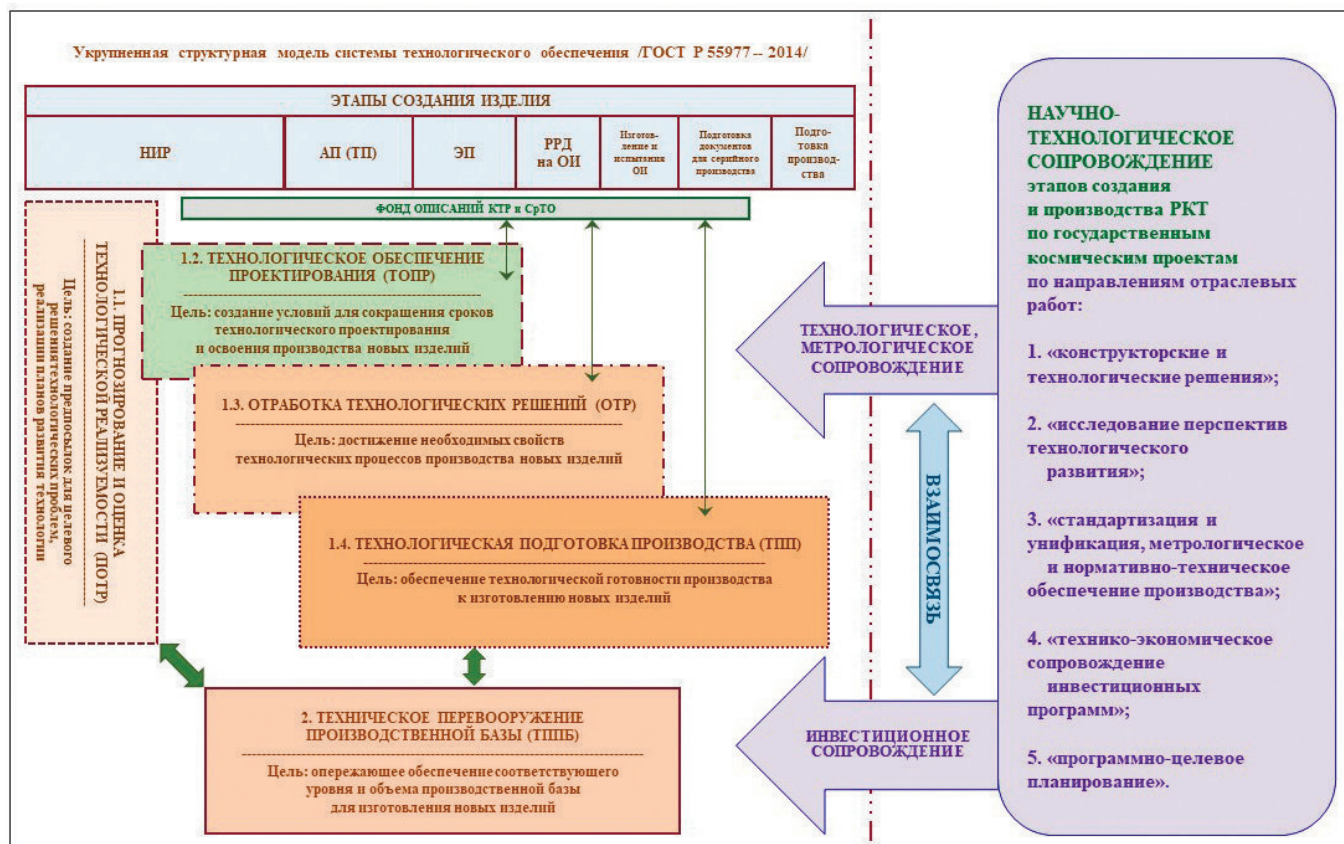 Укрупненная структурная модель системы технологического обеспечения /ГОСТ Р 55977-- 2014/
ЭТАПЫ СОЗДАНИЯ ИЗДЕЛИЯ
НИР
АП (ТП)
ЭП
РРД
на ОИ
Изготов-
ление и
испытания
ОИ
Подготовка
документов
для серийного
производства
Подго-
товка
производ-
ства
ФОНД ОПИСАНИЙ КТР и СрТО
1.1. ПРОГНОЗИРОВАНИЕ И ОЦЕНКА
ТЕХНОЛОГИЧЕСКОЙ РЕАЛИЗУЕМОСТИ (ПОТР)
Цель: создание предпосылок для целевого
решения технологических проблем,
реализации планов развития технологии
1.2. ТЕХНОЛОГИЧЕСКОЕ ОБЕСПЕЧЕНИЕ
ПРОЕКТИРОВАНИЯ (ТОПР)
Цель: создание условий для сокращения сроков
технологического проектирования
и освоения производства новых изделий
1.3. ОТРАБОТКА ТЕХНОЛОГИЧЕСКИХ РЕШЕНИЙ (ОТР)
Цель: достижение необходимых свойств
технологических процессов производства новых изделий
1.4. ТЕХНОЛОГИЧЕСКАЯ ПОДГОТОВКА ПРОИЗВОДСТВА (ТПП)
Цель: обеспечение технологической готовности производства
к изготовлению новых изделий
2. ТЕХНИЧЕСКОЕ ПЕРЕВООРУЖЕНИЕ
ПРОИЗВОДСТВЕННОЙ БАЗЫ (ТППБ)
Цель: опережающее обеспечение соответствующего
уровня и объема производственной базы
для изготовления новых изделий
ТЕХНОЛОГИЧЕСКОЕ,
МЕТРОЛОГИЧЕСКОЕ
СОПРОВОЖДЕНИЕ
ВЗАИМОСВЯЗЬ
ИНВЕСТИЦИОННОЕ
СОПРОВОЖДЕНИЕ
НАУЧНО-
ТЕХНОЛОГИЧЕСКОЕ
СОПРОВОЖДЕНИЕ
этапов создания
и производства РКТ
по государственным
космическим проектам
по направлениям отраслевых
работ:
1. «конструкторские и
технологические решения»;
2. «исследование перспектив
технологического
развития»;
3. «стандартизация и
унификация, метрологическое
и нормативно-техническое
обеспечение производства»;
4. «технико-экономическое
сопровождение
инвестиционных
программ»;
5. «программно-целевое
планирование».